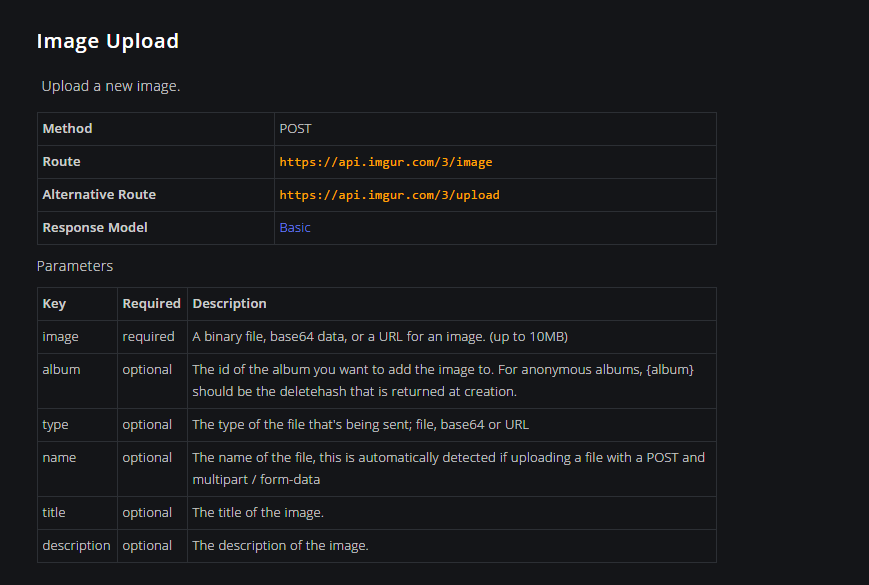 Image Upload
Upload a new image.
Method POST
Route https://api.imgur.com/3/image
Alternative Route https://api.imgur.com/3/upload
Response Model Basic
Parameters
Key Required Description
image required A binary file, base64 data, or a URL for an image. (up to 10MB)
album optional The id of the album you want to add the image to. For anonymous albums, {album}
should be the deletehash that is returned at creation.
type optional The type of the file that's being sent; file, base64 or URL
name optional The name of the file, this is automatically detected if uploading a file with a POST and
multipart / form-data
title optional The title of the image.
description optional The description of the image.